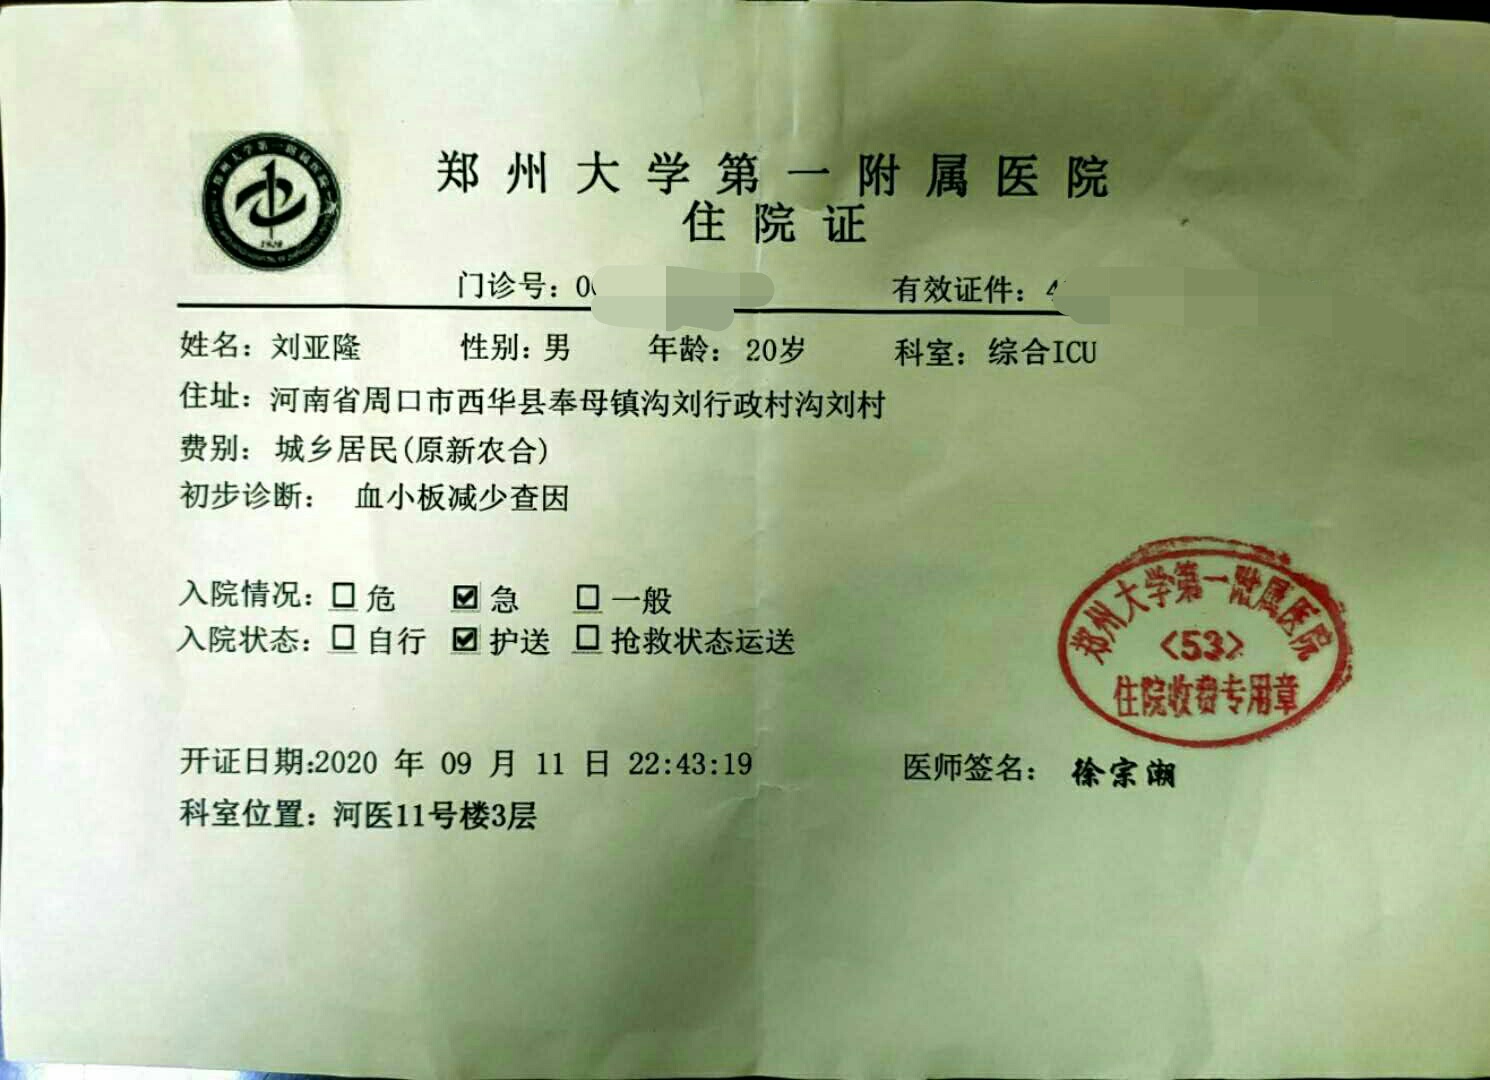 郑州大学第一附属医院
住院证
门诊号：0 有效证件：4
姓名：刘亚隆 性别：男 年龄：20岁 科室：综合ICU
住址：河南省周口市西华县奉母镇沟刘行政村沟刘村
费别：城乡居民(原新农合)
初步诊断：血小板减少查因
入院情况：☐危 ☑急 ☐一般
入院状态：☐自行 ☑护送 ☐抢救状态运送
郑州大学第一附属医院
<53>
住院收费专用章
开证日期:2020 年 09 月 11 日 22:43:19 医师签名：徐宗潮
科室位置：河医11号楼3层